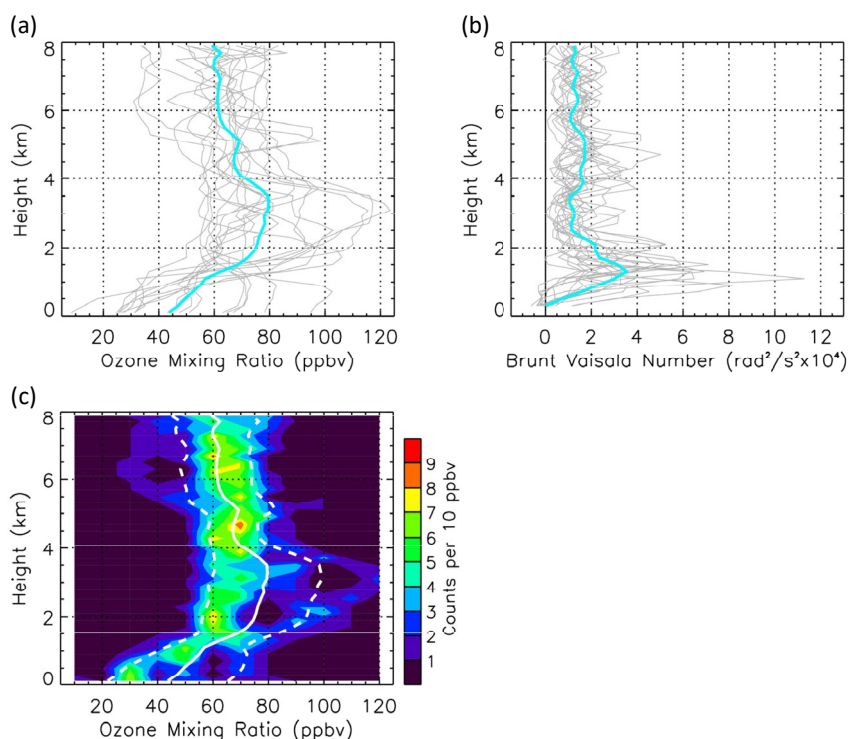 (a)
8
6
4
2
0
Height (km)
20 40 60 80 100 120
Ozone Mixing Ratio (ppbv)
(b)
8
6
4
2
0
Height (km)
0 2 4 6 8 10 12
Brunt Vaisala Number (rad²/s²x10⁴)
(c)
8
6
4
2
0
Height (km)
20 40 60 80 100 120
Ozone Mixing Ratio (ppbv)
9
8
7
6
5
4
3
2
1
Counts per 10 ppbv